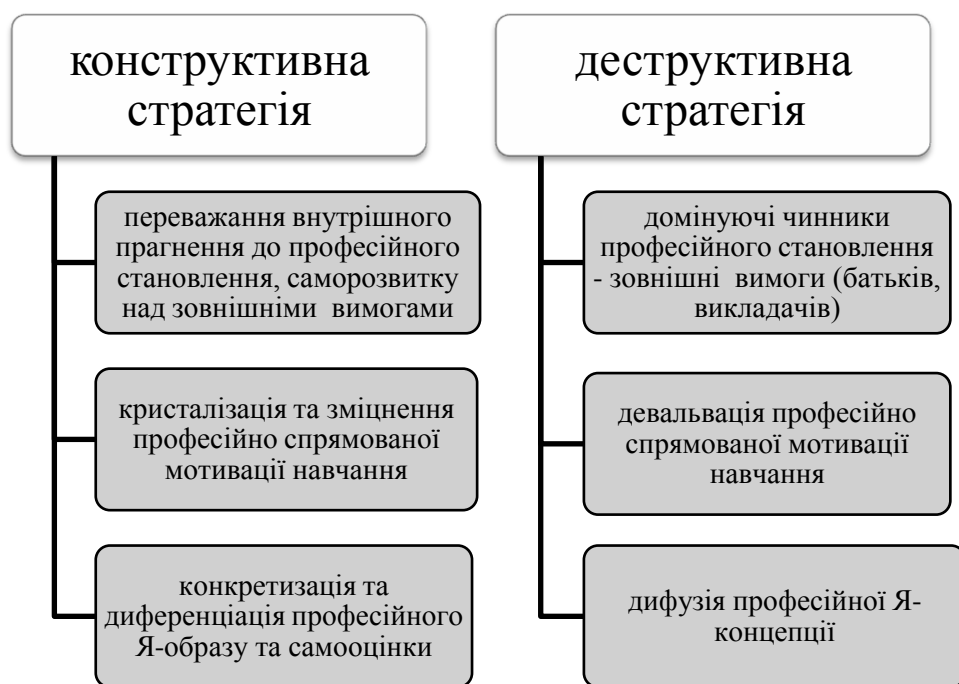 конструктивна
стратегія
переважання внутрішного
прагнення до професійного
становлення, саморозвитку
над зовнішніми вимогами
кристалізація та зміцнення
професійно спрямованої
мотивації навчання
конкретизація та
диференціація професійного
Я-образу та самооцінки
деструктивна
стратегія
домінуючі чинники
професійного становлення
- зовнішні вимоги (батьків,
викладачів)
девальвація професійно
спрямованої мотивації
навчання
дифузія професійної Я-
концепції